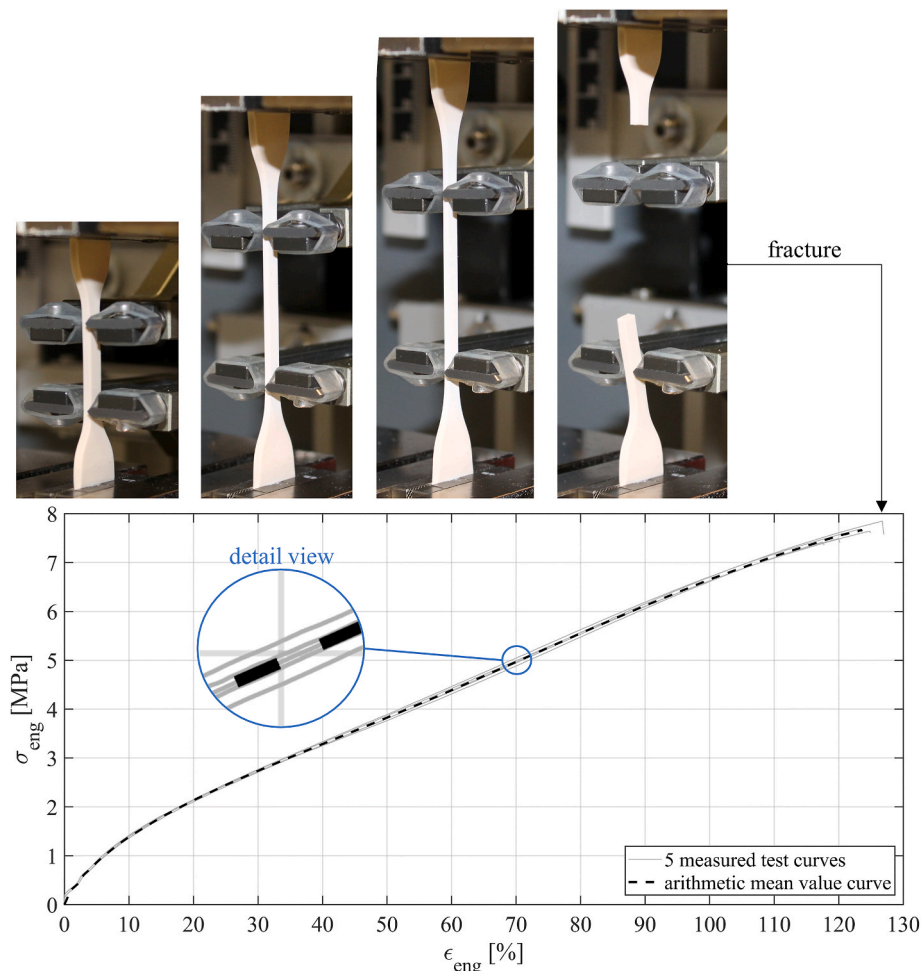 fracture
8
7
6
5
4
3
2
1
0
σeng [MPa]
detail view
5 measured test curves
arithmetic mean value curve
0 10 20 30 40 50 60 70 80 90 100 110 120 130
ϵeng [%]